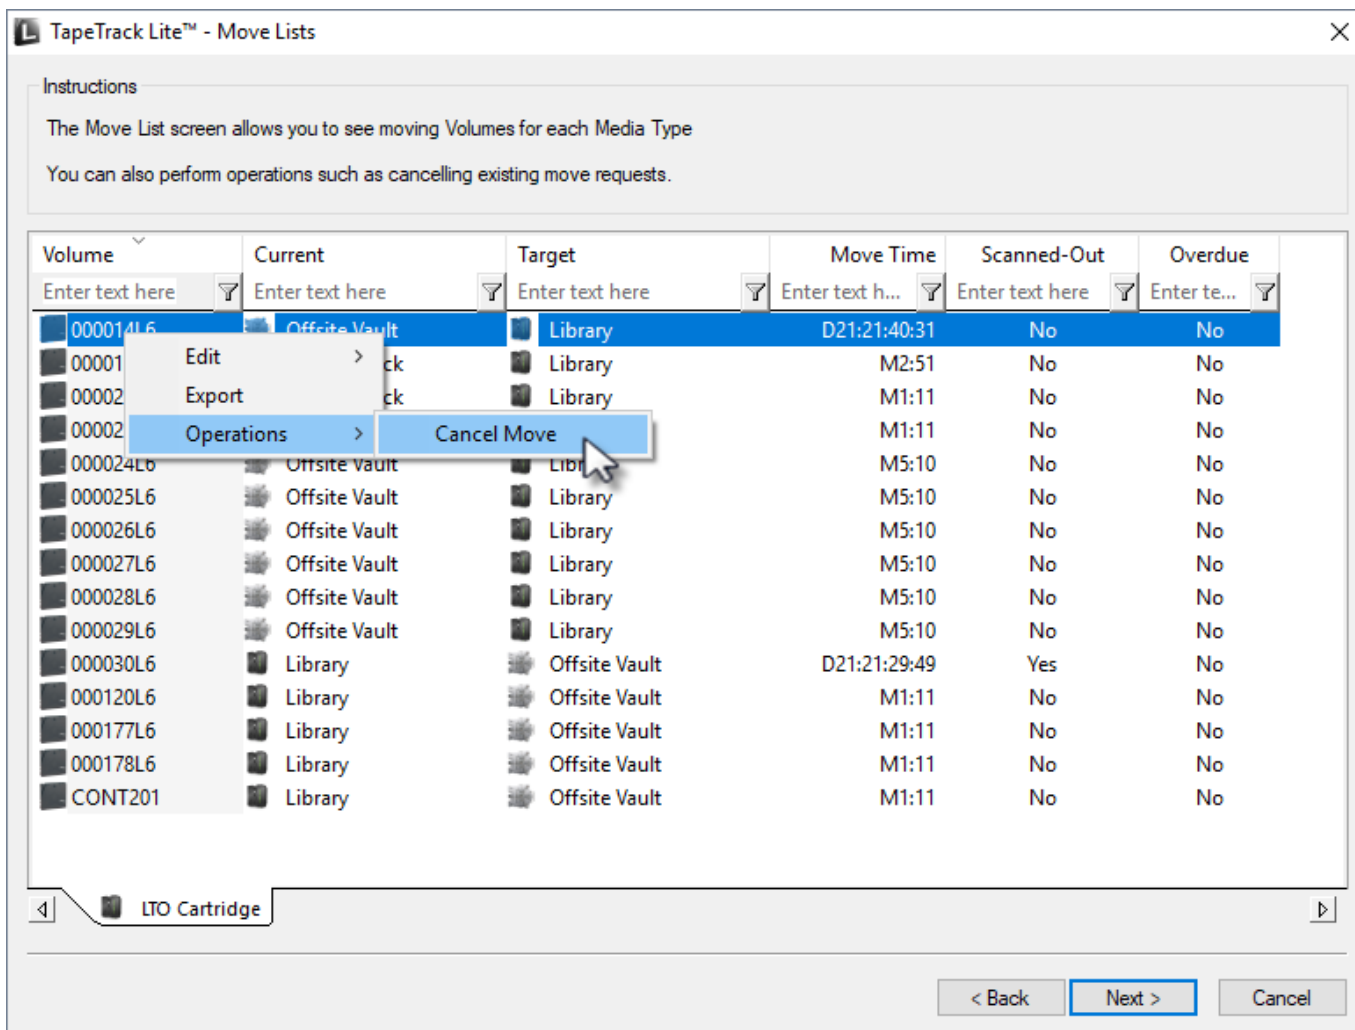 TapeTrack Lite™ - Move Lists
Instructions
The Move List screen allows you to see moving Volumes for each Media Type
You can also perform operations such as cancelling existing move requests.
Volume Current Target Move Time Scanned-Out Overdue
Enter text here Enter text here Enter text here Enter text h... Enter text here Enter te...
000014L6 Offsite Vault Library D21:21:40:31 No No
Edit
Library M2:51 No No
Export
Library M1:11 No No
Operations Cancel Move
M1:11 No No
000024L6 Offsite Vault M5:10 No No
000025L6 Offsite Vault Library M5:10 No No
000026L6 Offsite Vault Library M5:10 No No
000027L6 Offsite Vault Library M5:10 No No
000028L6 Offsite Vault Library M5:10 No No
000029L6 Offsite Vault Library M5:10 No No
000030L6 Library Offsite Vault D21:21:29:49 Yes No
000120L6 Library Offsite Vault M1:11 No No
000177L6 Library Offsite Vault M1:11 No No
000178L6 Library Offsite Vault M1:11 No No
CONT201 Library Offsite Vault M1:11 No No
LTO Cartridge
< Back Next > Cancel